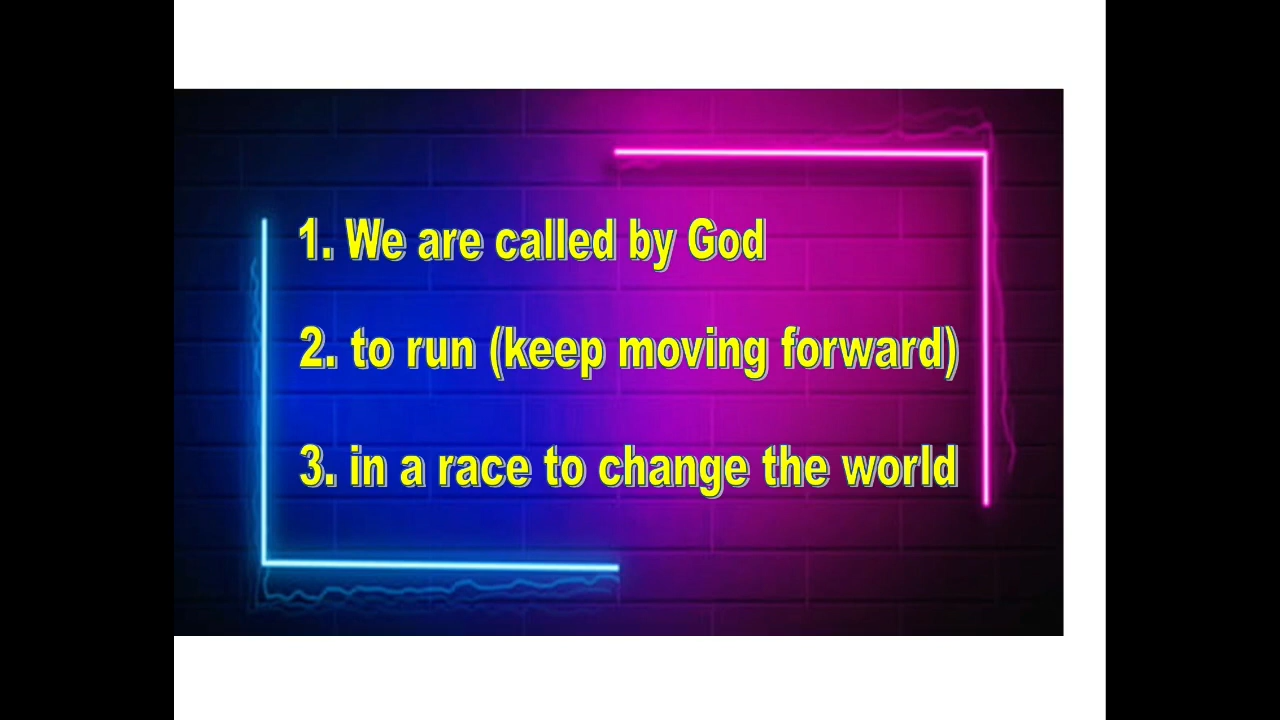 1. We are called by God
2. to run (keep moving forward)
3. in a race to change the world